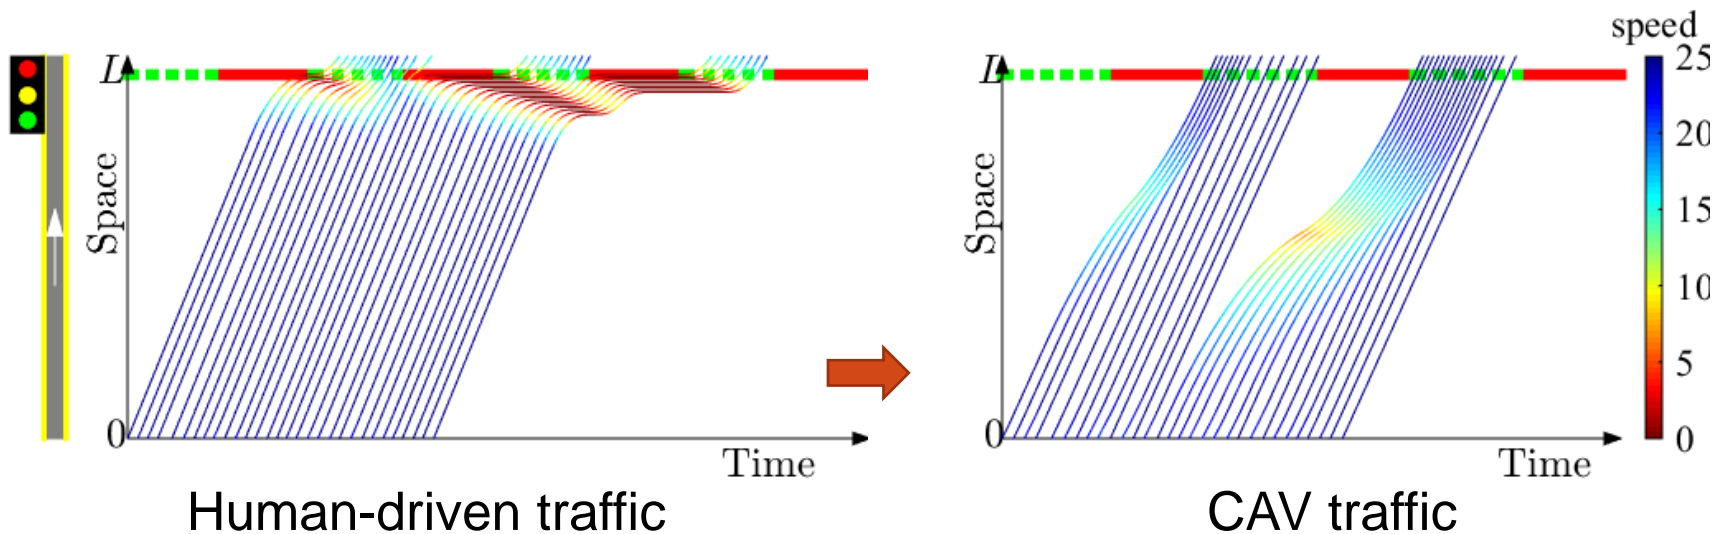 speed
L
Space
0
Time
Human-driven traffic
L
Space
0
Time
CAV traffic
25
20
15
10
5
0